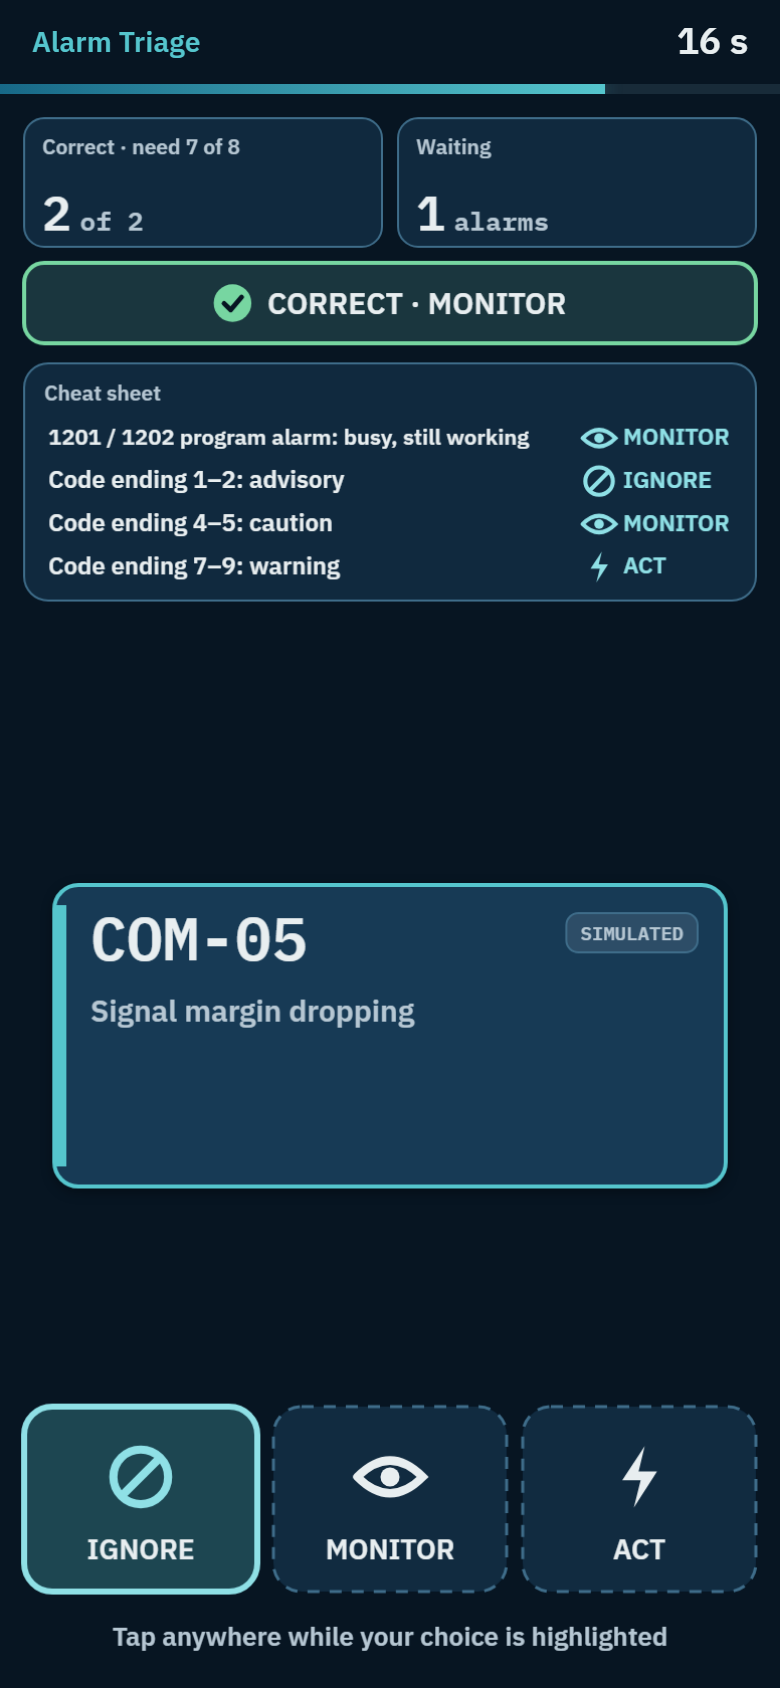 Alarm Triage
16 s
Correct · need 7 of 8
2 of 2
Waiting
1 alarms
CORRECT · MONITOR
Cheat sheet
1201 / 1202 program alarm: busy, still working MONITOR
Code ending 1–2: advisory IGNORE
Code ending 4–5: caution MONITOR
Code ending 7–9: warning ACT
COM-05
SIMULATED
Signal margin dropping
IGNORE
MONITOR
ACT
Tap anywhere while your choice is highlighted